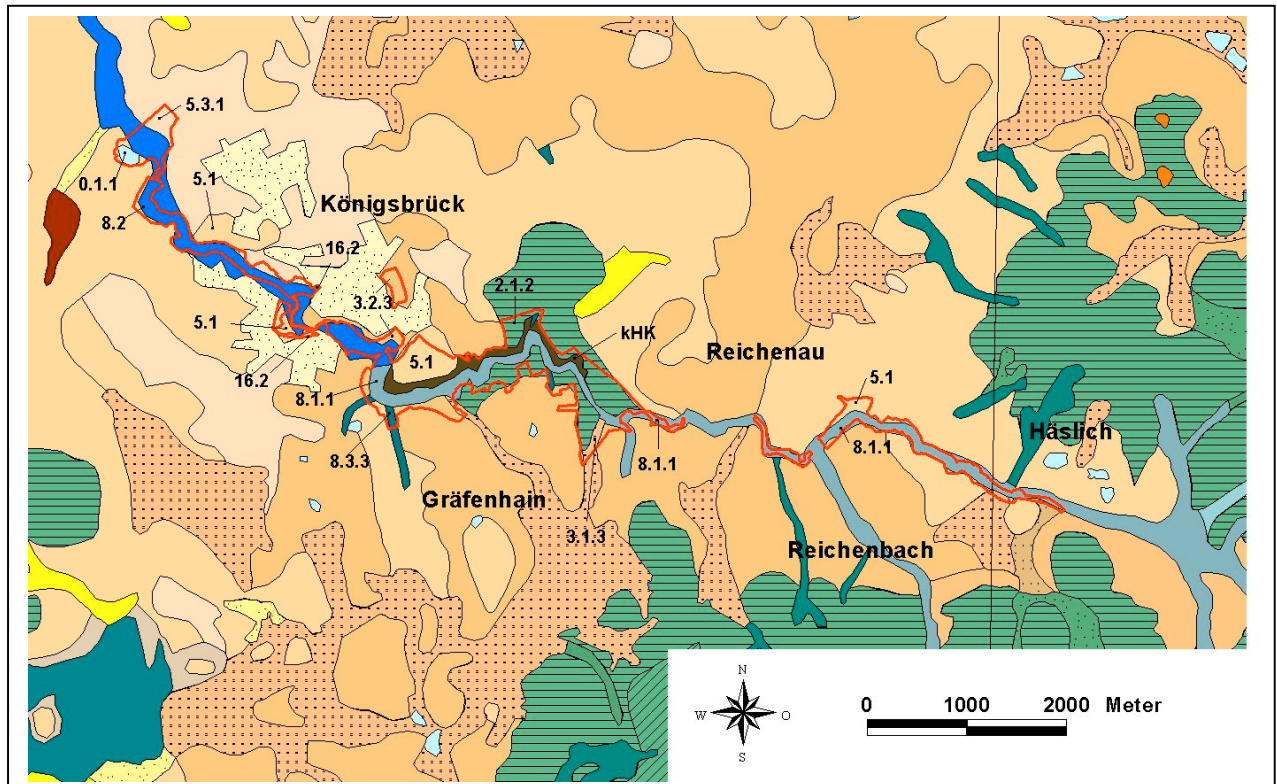 5.3.1
0.1.1
5.1
8.2
Königsbrück
16.2
3.2.3
2.1.2
5.1
16.2
5.1
kHK
Reichenau
8.1.1
5.1
8.3.3
8.1.1
8.1.1
Häslich
Gräfenhain
3.1.3
Reichenbach
N
W
O
S
0 1000 2000 Meter